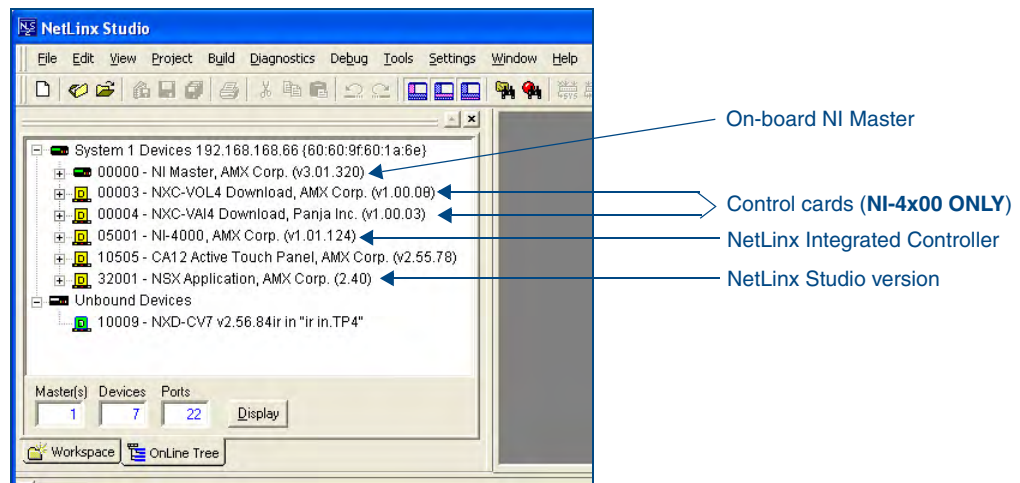 NetLinx Studio
File Edit View Project Build Diagnostics Debug Tools Settings Window Help
System 1 Devices 192.168.168.66 {60:60:9f:60:1a:6e}
00000 - NI Master, AMX Corp. (v3.01.320)
00003 - NXC-VOL4 Download, AMX Corp. (v1.00.08)
00004 - NXC-VAI4 Download, Panja Inc. (v1.00.03)
05001 - NI-4000, AMX Corp. (v1.01.124)
10505 - CA12 Active Touch Panel, AMX Corp. (v2.55.78)
32001 - NSX Application, AMX Corp. (2.40)
Unbound Devices
10009 - NXD-CV7 v2.56.84ir in "ir in.TP4"
Master(s) Devices Ports
1 7 22 Display
Workspace OnLine Tree
On-board NI Master
Control cards (NI-4x00 ONLY)
NetLinx Integrated Controller
NetLinx Studio version